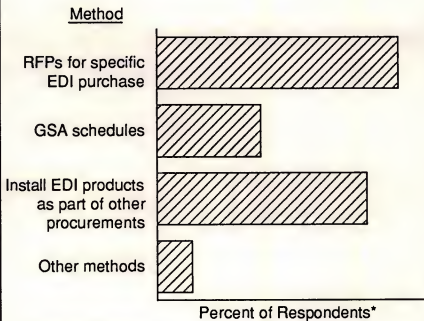 Method
RFPs for specific
EDI purchase
GSA schedules
Install EDI products
as part of other
procurements
Other methods
Percent of Respondents*